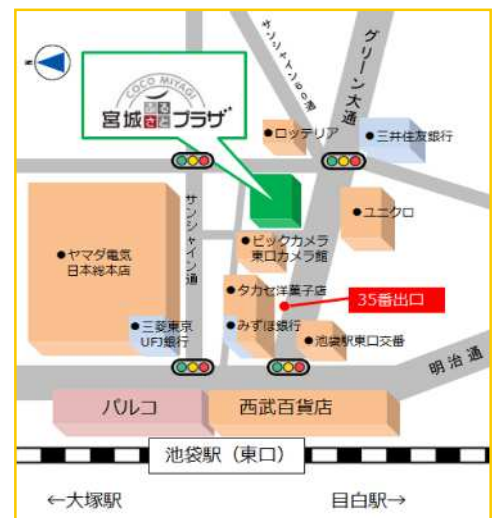 N
サンシャイン60通
グリーン大通
COCO MIYAGI
宮城ふるさとプラザ
●ロッテリア
●三井住友銀行
サンシャイン通
●ユニクロ
●ヤマダ電気
日本総本店
●ビックカメラ
東口カメラ館
●タカセ洋菓子店
35番出口
●三菱東京
UFJ銀行
●みずほ銀行
●池袋駅東口交番
明治通
パルコ
西武百貨店
池袋駅（東口）
←大塚駅
目白駅→